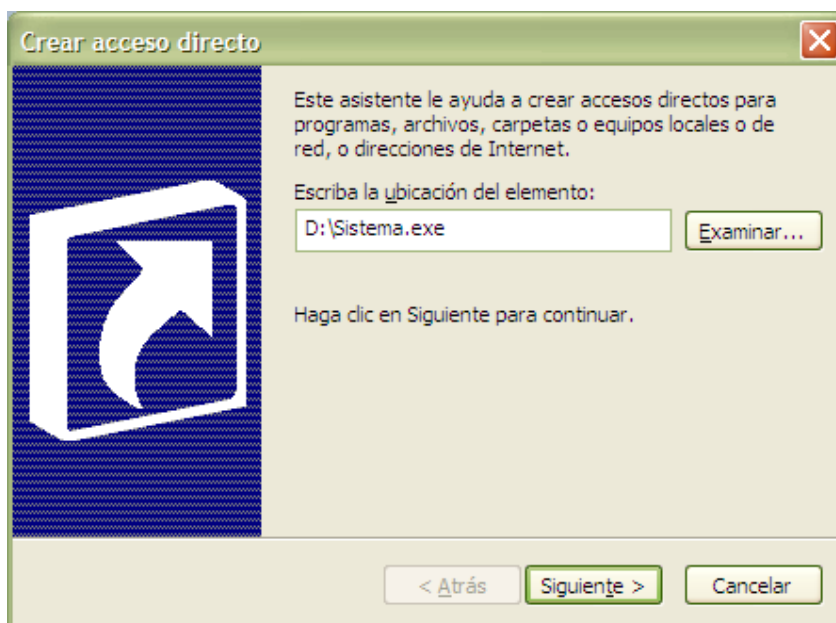 Crear acceso directo
Este asistente le ayuda a crear accesos directos para
programas, archivos, carpetas o equipos locales o de
red, o direcciones de Internet.
Escriba la ubicación del elemento:
D:\Sistema.exe
Examinar...
Haga clic en Siguiente para continuar.
< Atrás
Siguiente >
Cancelar